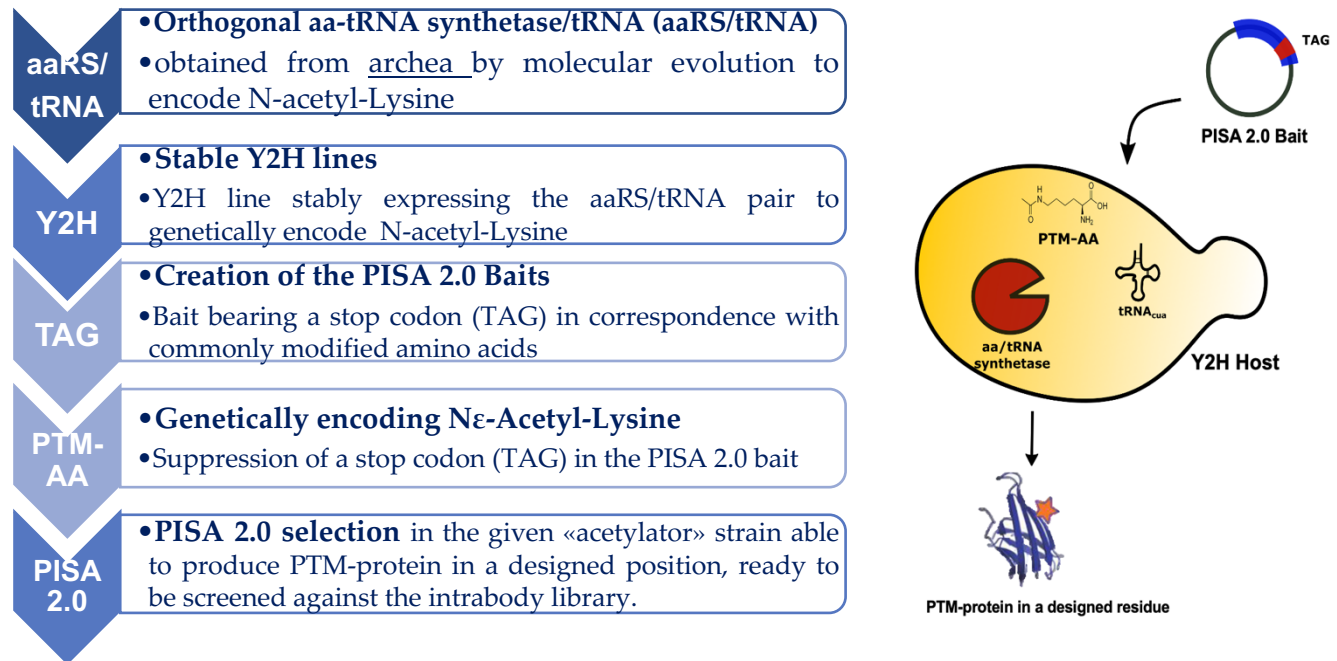 aaRS/
tRNA
•Orthogonal aa-tRNA synthetase/tRNA (aaRS/tRNA)
•obtained from archea by molecular evolution to
encode N-acetyl-Lysine
Y2H
•Stable Y2H lines
•Y2H line stably expressing the aaRS/tRNA pair to
genetically encode N-acetyl-Lysine
TAG
•Creation of the PISA 2.0 Baits
•Bait bearing a stop codon (TAG) in correspondence with
commonly modified amino acids
PTM-
AA
•Genetically encoding Nε-Acetyl-Lysine
•Suppression of a stop codon (TAG) in the PISA 2.0 bait
PISA
2.0
•PISA 2.0 selection in the given «acetylator» strain able
to produce PTM-protein in a designed position, ready to
be screened against the intrabody library.
TAG
PISA 2.0 Bait
H
N
O
O
OH
NH₂
PTM-AA
tRNAcua
aa/tRNA
synthetase
Y2H Host
PTM-protein in a designed residue